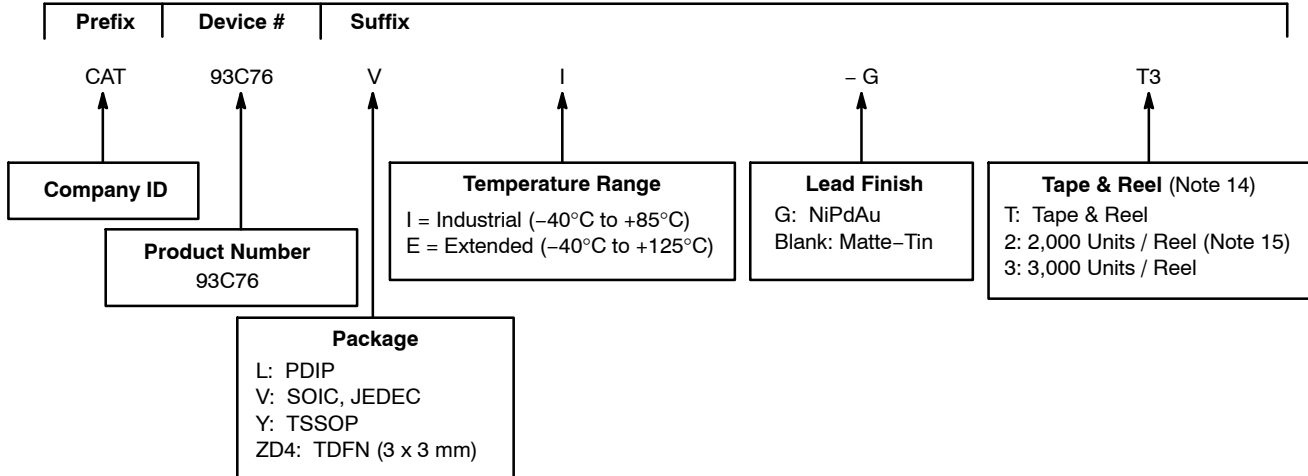 Prefix Device # Suffix
CAT 93C76 V I – G T3
Company ID
Product Number
93C76
Package
L: PDIP
V: SOIC, JEDEC
Y: TSSOP
ZD4: TDFN (3 x 3 mm)
Temperature Range
I = Industrial (−40°C to +85°C)
E = Extended (−40°C to +125°C)
Lead Finish
G: NiPdAu
Blank: Matte−Tin
Tape & Reel (Note 14)
T: Tape & Reel
2: 2,000 Units / Reel (Note 15)
3: 3,000 Units / Reel